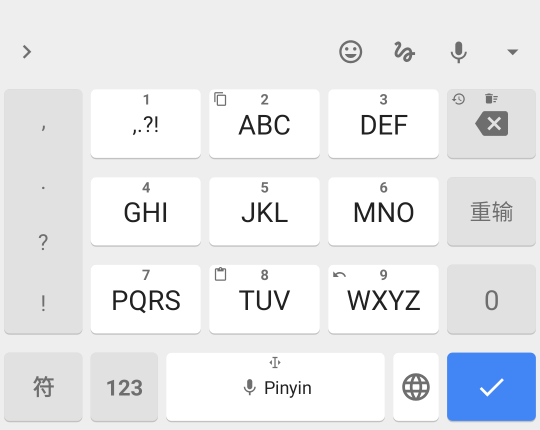 ,
.
?
!
1
,.?!
2
ABC
3
DEF
4
GHI
5
JKL
6
MNO
重输
7
PQRS
8
TUV
9
WXYZ
0
符
123
Pinyin